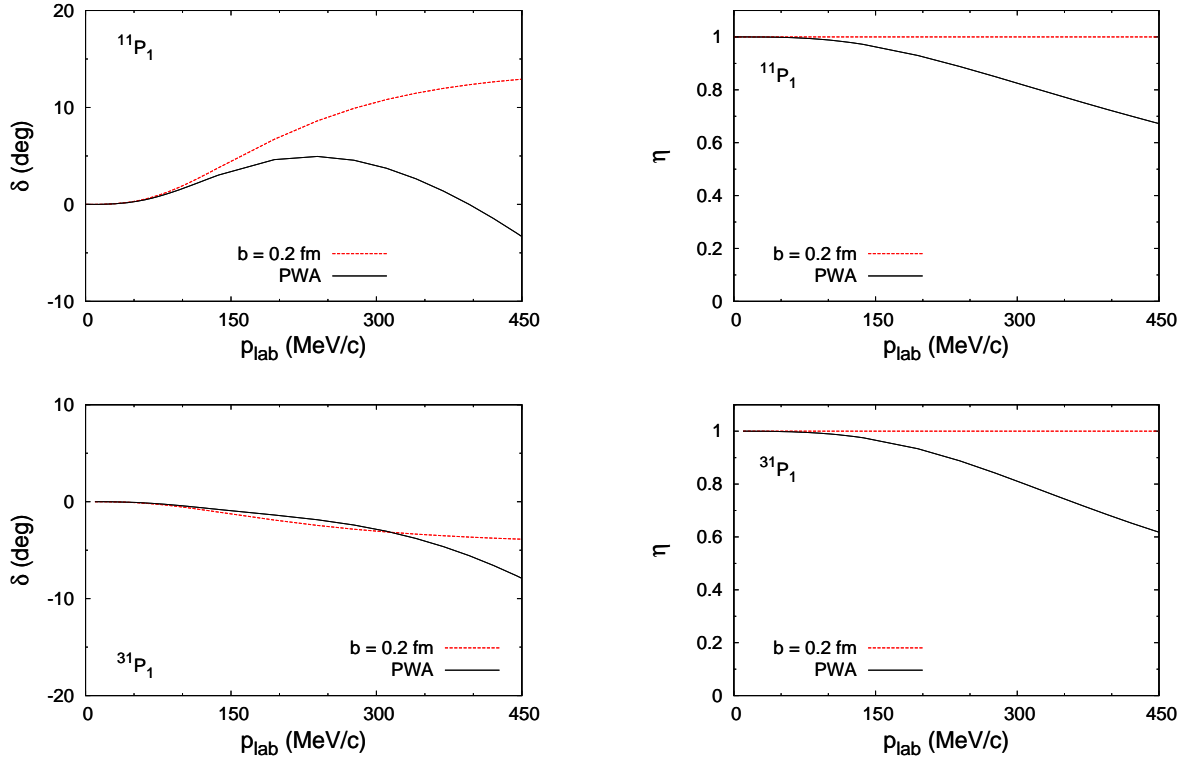 20
10
0
-10
δ (deg)
¹¹P₁
b = 0.2 fm
PWA
0 150 300 450
p_lab (MeV/c)
1
0.8
0.6
0.4
0.2
0
η
¹¹P₁
b = 0.2 fm
PWA
0 150 300 450
p_lab (MeV/c)
10
0
-10
-20
δ (deg)
³¹P₁
b = 0.2 fm
PWA
0 150 300 450
p_lab (MeV/c)
1
0.8
0.6
0.4
0.2
0
η
³¹P₁
b = 0.2 fm
PWA
0 150 300 450
p_lab (MeV/c)